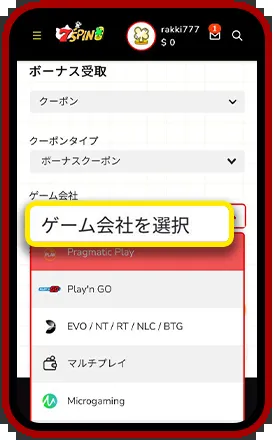 75PIN
rakki777
$ 0
1
ボーナス受取
クーポン
クーポンタイプ
ボーナスクーポン
ゲーム会社
ゲーム会社を選択
Pragmatic Play
Play'n GO
EVO / NT / RT / NLC / BTG
マルチプレイ
Microgaming